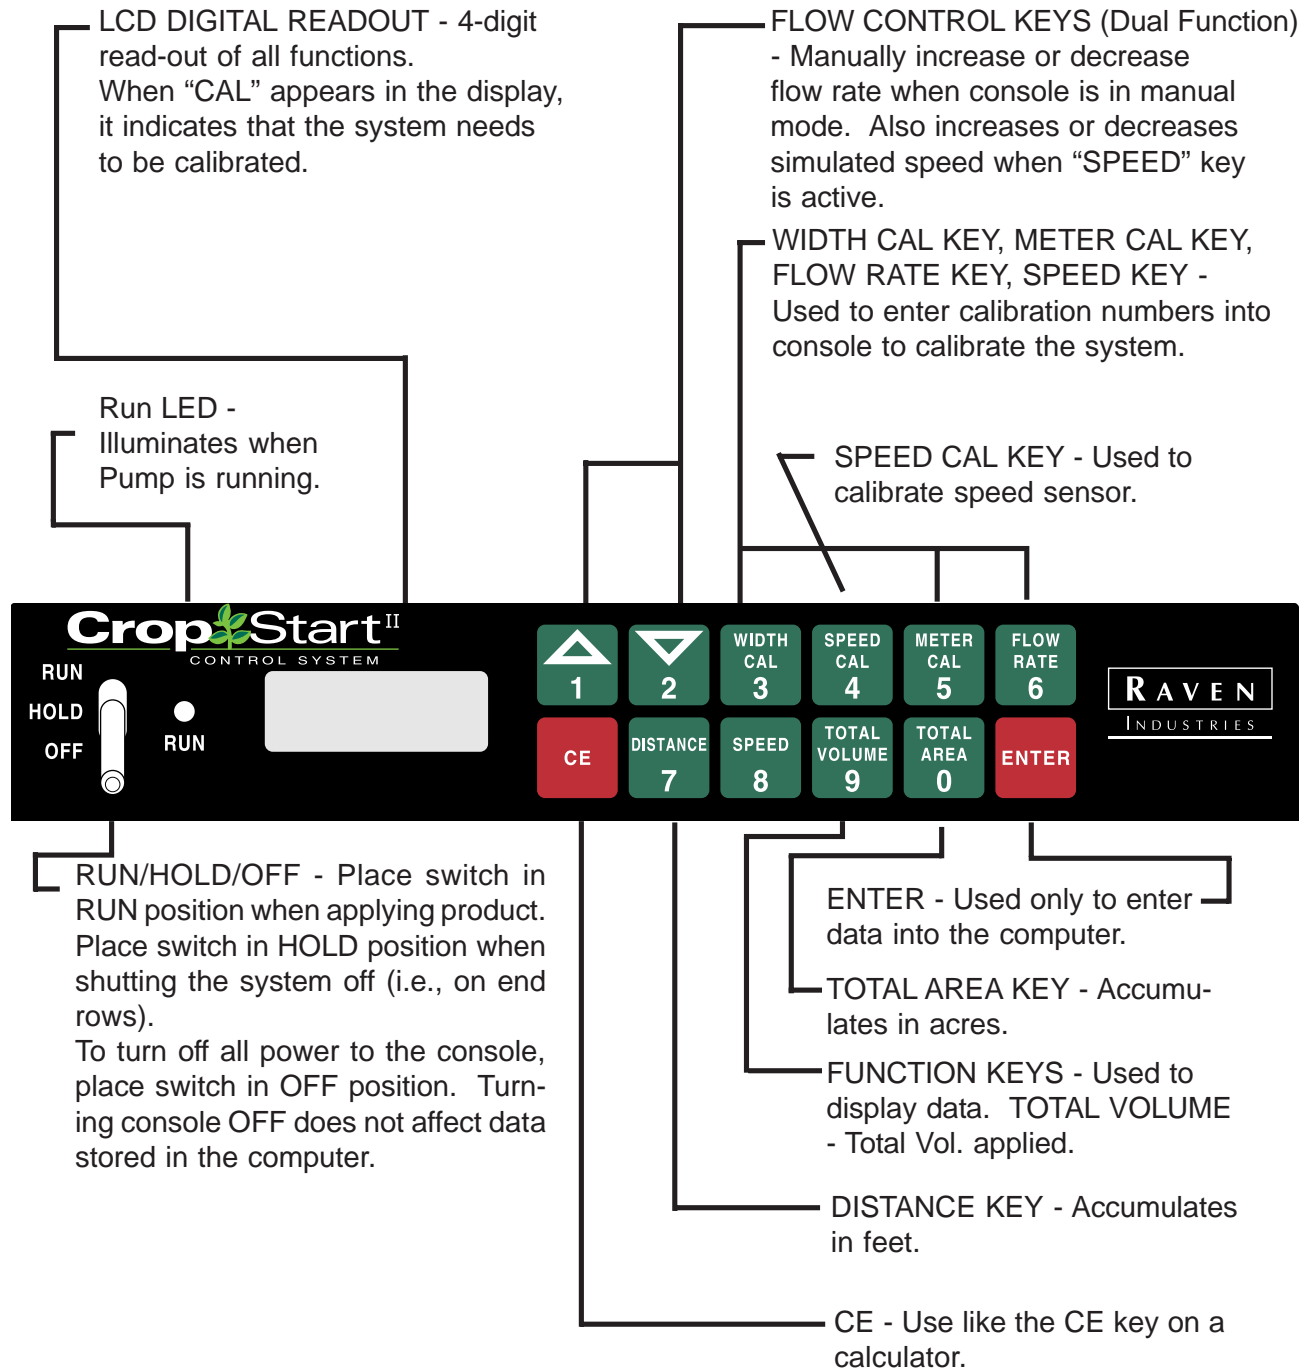 LCD DIGITAL READOUT - 4-digit
read-out of all functions.
When “CAL” appears in the display,
it indicates that the system needs
to be calibrated.
FLOW CONTROL KEYS (Dual Function)
- Manually increase or decrease
flow rate when console is in manual
mode.  Also increases or decreases
simulated speed when “SPEED” key
is active.
WIDTH CAL KEY, METER CAL KEY,
FLOW RATE KEY, SPEED KEY -
Used to enter calibration numbers into
console to calibrate the system.
Run LED -
Illuminates when
Pump is running.
SPEED CAL KEY - Used to
calibrate speed sensor.
Crop Start II
CONTROL SYSTEM
RUN
HOLD
OFF
RUN
1
2
WIDTH
CAL
3
SPEED
CAL
4
METER
CAL
5
FLOW
RATE
6
CE
DISTANCE
7
SPEED
8
TOTAL
VOLUME
9
TOTAL
AREA
0
ENTER
RAVEN
INDUSTRIES
RUN/HOLD/OFF - Place switch in
RUN position when applying product.
Place switch in HOLD position when
shutting the system off (i.e., on end
rows).
To turn off all power to the console,
place switch in OFF position.  Turn-
ing console OFF does not affect data
stored in the computer.
ENTER - Used only to enter
data into the computer.
TOTAL AREA KEY - Accumu-
lates in acres.
FUNCTION KEYS - Used to
display data.  TOTAL VOLUME
- Total Vol. applied.
DISTANCE KEY - Accumulates
in feet.
CE - Use like the CE key on a
calculator.